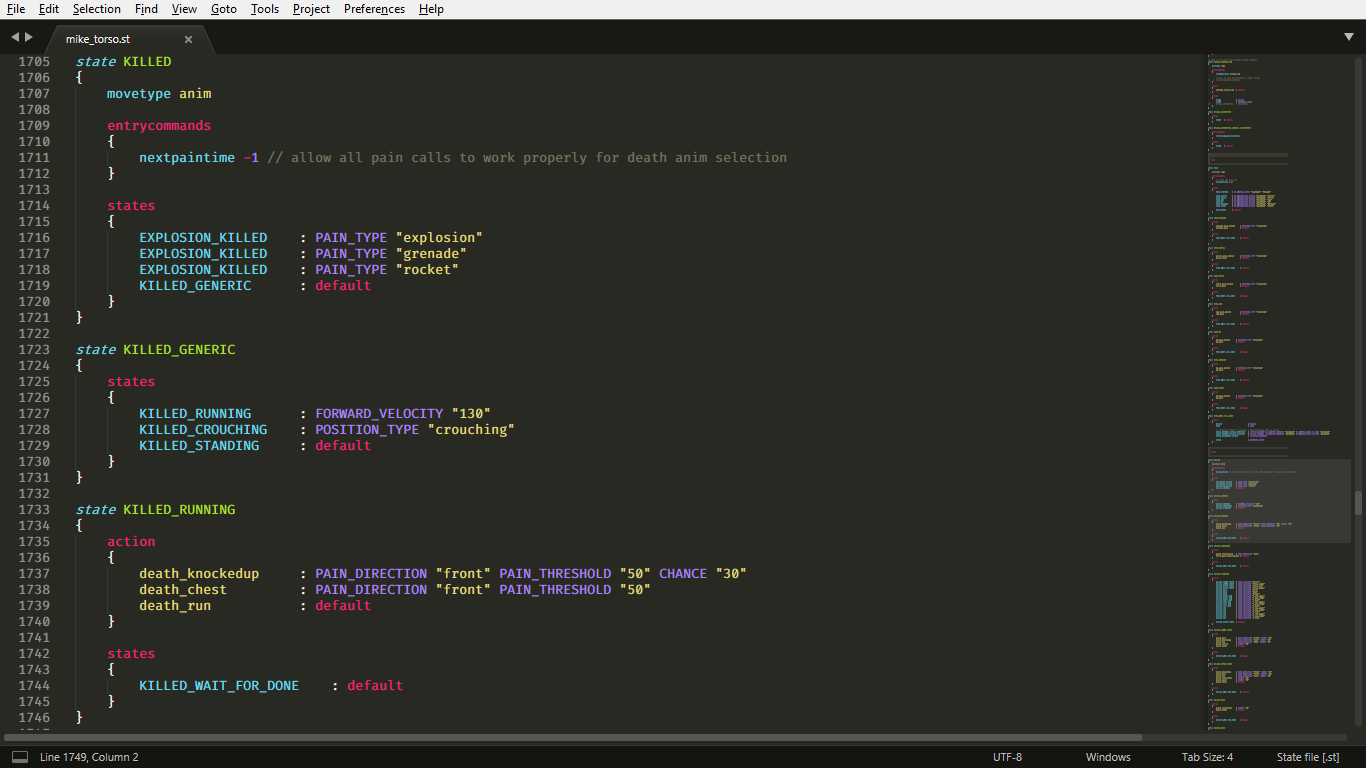 File Edit Selection Find View Goto Tools Project Preferences Help
mike_torso.st ×
1705 state KILLED
1706 {
1707 movetype anim
1708
1709 entrycommands
1710 {
1711 nextpaintime -1 // allow all pain calls to work properly for death anim selection
1712 }
1713
1714 states
1715 {
1716 EXPLOSION_KILLED : PAIN_TYPE "explosion"
1717 EXPLOSION_KILLED : PAIN_TYPE "grenade"
1718 EXPLOSION_KILLED : PAIN_TYPE "rocket"
1719 KILLED_GENERIC : default
1720 }
1721 }
1722
1723 state KILLED_GENERIC
1724 {
1725 states
1726 {
1727 KILLED_RUNNING : FORWARD_VELOCITY "130"
1728 KILLED_CROUCHING : POSITION_TYPE "crouching"
1729 KILLED_STANDING : default
1730 }
1731 }
1732
1733 state KILLED_RUNNING
1734 {
1735 action
1736 {
1737 death_knockedup : PAIN_DIRECTION "front" PAIN_THRESHOLD "50" CHANCE "30"
1738 death_chest : PAIN_DIRECTION "front" PAIN_THRESHOLD "50"
1739 death_run : default
1740 }
1741
1742 states
1743 {
1744 KILLED_WAIT_FOR_DONE : default
1745 }
1746 }
Line 1749, Column 2 UTF-8 Windows Tab Size: 4 State file [.st]